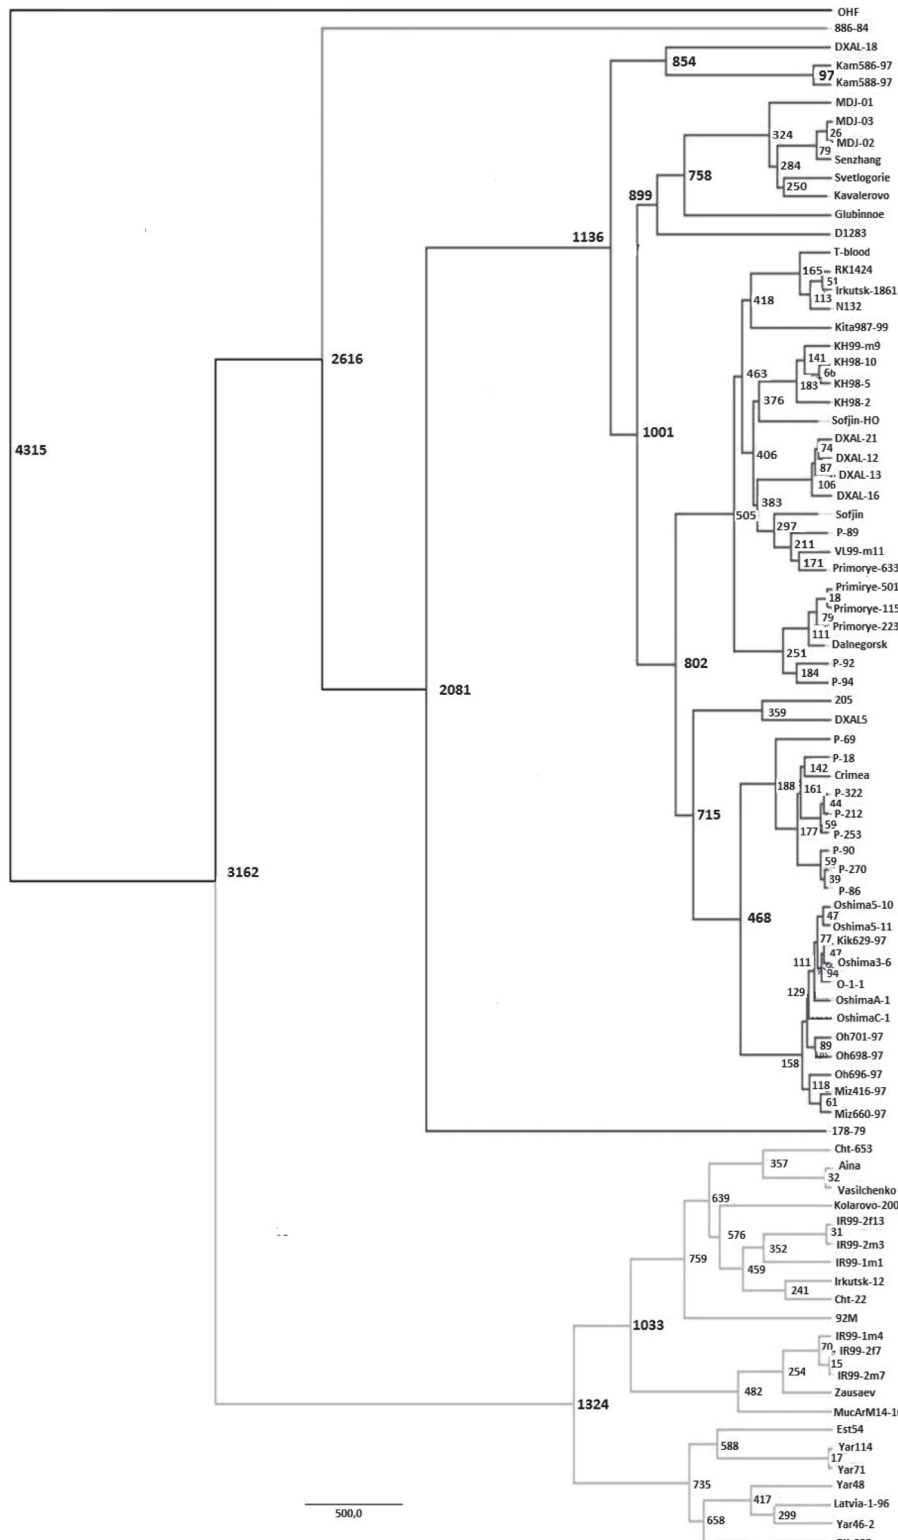 OHF
886-84
DXAL-18
854
Kam586-97
97
Kam588-97
MDJ-01
MDJ-03
324
26
MDJ-02
79
Senzhang
284
Svetlogorie
758
250
899
Kavalerovo
Glubinnoe
D1283
1136
T-blood
165
RK1424
51
Irkutsk-1861
418
113
N132
Kita987-99
KH99-m9
141
KH98-10
2616
66
463
183
KH98-5
376
KH98-2
Sofjin-HO
1001
DXAL-21
74
4315
406
DXAL-12
87
DXAL-13
106
383
DXAL-16
505
Sofjin
297
P-89
211
VL99-m11
171
Primorye-633
Primirye-501
18
Primorye-115
79
Primorye-223
111
Dalnegorsk
251
802
P-92
184
P-94
2081
205
359
DXAL5
P-69
P-18
142
Crimea
188
161
P-322
44
715
P-212
59
177
P-253
P-90
59
P-270
3162
39
P-86
Oshima5-10
468
47
Oshima5-11
77
Kik629-97
47
111
Oshima3-6
94
O-1-1
129
OshimaA-1
OshimaC-1
Oh701-97
89
Oh698-97
158
Oh696-97
118
Miz416-97
61
Miz660-97
178-79
Cht-653
357
Aina
32
Vasilchenko
639
Kolarovo-200
IR99-2f13
576
31
IR99-2m3
352
759
IR99-1m1
459
Irkutsk-12
241
Cht-22
92M
1033
IR99-1m4
70
IR99-2f7
15
254
IR99-2m7
482
Zausaev
1324
MucArM14-10
Est54
588
Yar114
17
Yar71
735
Yar48
417
Latvia-1-96
500,0
299
658
Yar46-2